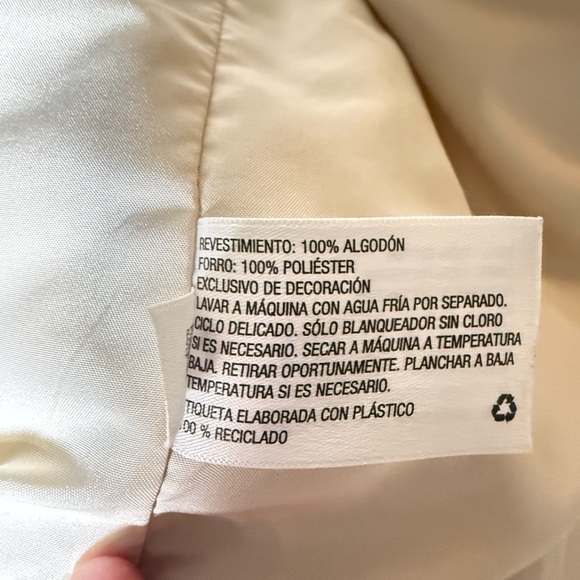 REVESTIMIENTO: 100% ALGODÓN
FORRO: 100% POLIÉSTER
EXCLUSIVO DE DECORACIÓN
LAVAR A MÁQUINA CON AGUA FRÍA POR SEPARADO.
CICLO DELICADO. SÓLO BLANQUEADOR SIN CLORO
SI ES NECESARIO. SECAR A MÁQUINA A TEMPERATURA
BAJA. RETIRAR OPORTUNAMENTE. PLANCHAR A BAJA
TEMPERATURA SI ES NECESARIO.
TIQUETA ELABORADA CON PLÁSTICO
00 % RECICLADO